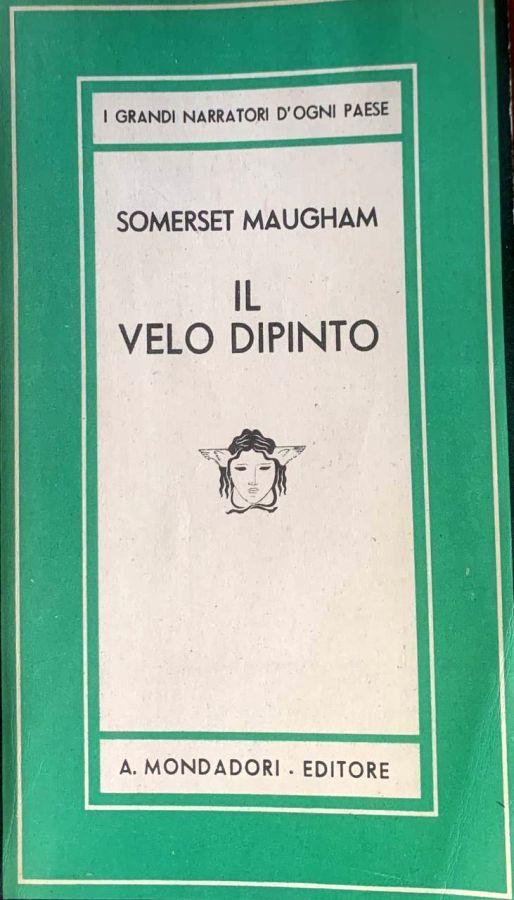 I GRANDI NARRATORI D'OGNI PAESE
SOMERSET MAUGHAM
IL
VELO DIPINTO
A. MONDADORI - EDITORE